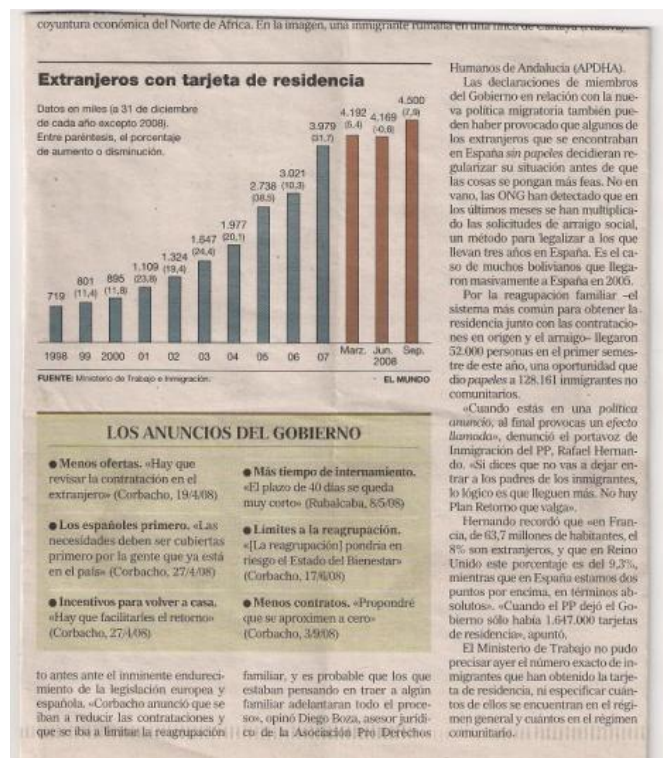 coyuntura económica del Norte de Africa. En la imagen, una inmigrante rumana en una finca de Cartaya (Huelva).
Extranjeros con tarjeta de residencia
Datos en miles (a 31 de diciembre
de cada año excepto 2008).
Entre paréntesis, el porcentaje
de aumento o disminución.
719
801
(11,4)
895
(11,8)
1.109
(23,8)
1.324
(19,4)
1.647
(24,4)
1.977
(20,1)
2.738
(38,5)
3.021
(10,3)
3.979
(31,7)
4.192
(5,4)
4.169
(-0,6)
4.500
(7,9)
1998 99 2000 01 02 03 04 05 06 07 Marz. Jun. Sep.
2008
FUENTE: Ministerio de Trabajo e Inmigración. EL MUNDO
LOS ANUNCIOS DEL GOBIERNO
● Menos ofertas. «Hay que
revisar la contratación en el
extranjero» (Corbacho, 19/4/08)
● Los españoles primero. «Las
necesidades deben ser cubiertas
primero por la gente que ya está
en el país» (Corbacho, 27/4/08)
● Incentivos para volver a casa.
«Hay que facilitarles el retorno»
(Corbacho, 27/4/08)
● Más tiempo de internamiento.
«El plazo de 40 días se queda
muy corto» (Rubalcaba, 8/5/08)
● Límites a la reagrupación.
«[La reagrupación] pondría en
riesgo el Estado del Bienestar»
(Corbacho, 17/6/08)
● Menos contratos. «Propondré
que se aproximen a cero»
(Corbacho, 3/9/08)
to antes ante el inminente endureci-
miento de la legislación europea y
española. «Corbacho anunció que se
iban a reducir las contrataciones y
que se iba a limitar la reagrupación
familiar, y es probable que los que
estaban pensando en traer a algún
familiar adelantaran todo el proce-
so», opinó Diego Boza, asesor jurídi-
co de la Asociación Pro Derechos
Humanos de Andalucía (APDHA).
Las declaraciones de miembros
del Gobierno en relación con la nue-
va política migratoria también pue-
den haber provocado que algunos de
los extranjeros que se encontraban
en España sin papeles decidieran re-
gularizar su situación antes de que
las cosas se pongan más feas. No en
vano, las ONG han detectado que en
los últimos meses se han multiplica-
do las solicitudes de arraigo social,
un método para legalizar a los que
llevan tres años en España. Es el ca-
so de muchos bolivianos que llega-
ron masivamente a España en 2005.
Por la reagupación familiar –el
sistema más común para obtener la
residencia junto con las contratacio-
nes en origen y el arraigo– llegaron
52.000 personas en el primer semes-
tre de este año, una oportunidad que
dio papeles a 128.161 inmigrantes no
comunitarios.
«Cuando estás en una política
anuncio, al final provocas un efecto
llamada», denunció el portavoz de
Inmigración del PP, Rafael Hernan-
do. «Si dices que no vas a dejar en-
trar a los padres de los inmigrantes,
lo lógico es que lleguen más. No hay
Plan Retorno que valga».
Hernando recordó que «en Fran-
cia, de 63,7 millones de habitantes, el
8% son extranjeros, y que en Reino
Unido este porcentaje es del 9,3%,
mientras que en España estamos dos
puntos por encima, en términos ab-
solutos». «Cuando el PP dejó el Go-
bierno sólo había 1.647.000 tarjetas
de residencia», apuntó.
El Ministerio de Trabajo no pudo
precisar ayer el número exacto de in-
migrantes que han obtenido la tarje-
ta de residencia, ni especificar cuán-
tos de ellos se encuentran en el régi-
men general y cuántos en el régimen
comunitario.